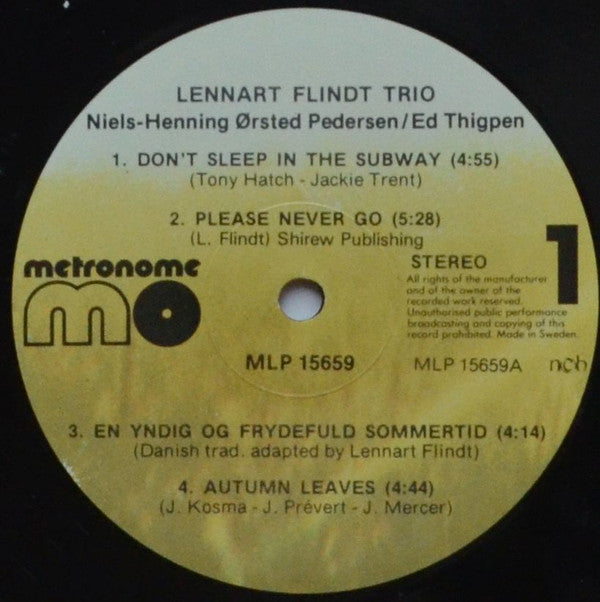 LENNART FLINDT TRIO
Niels-Henning Ørsted Pedersen/Ed Thigpen
1. DON'T SLEEP IN THE SUBWAY (4:55)
(Tony Hatch - Jackie Trent)
2. PLEASE NEVER GO (5:28)
(L. Flindt) Shirew Publishing
metronome
mo
STEREO
1
All rights of the manufacturer
and of the owner of the
recorded work reserved.
Unauthorised public performance
broadcasting and copying of this
record prohibited. Made in Sweden.
MLP 15659
MLP 15659A
ncb
3. EN YNDIG OG FRYDEFULD SOMMERTID (4:14)
(Danish trad. adapted by Lennart Flindt)
4. AUTUMN LEAVES (4:44)
(J. Kosma - J. Prévert - J. Mercer)